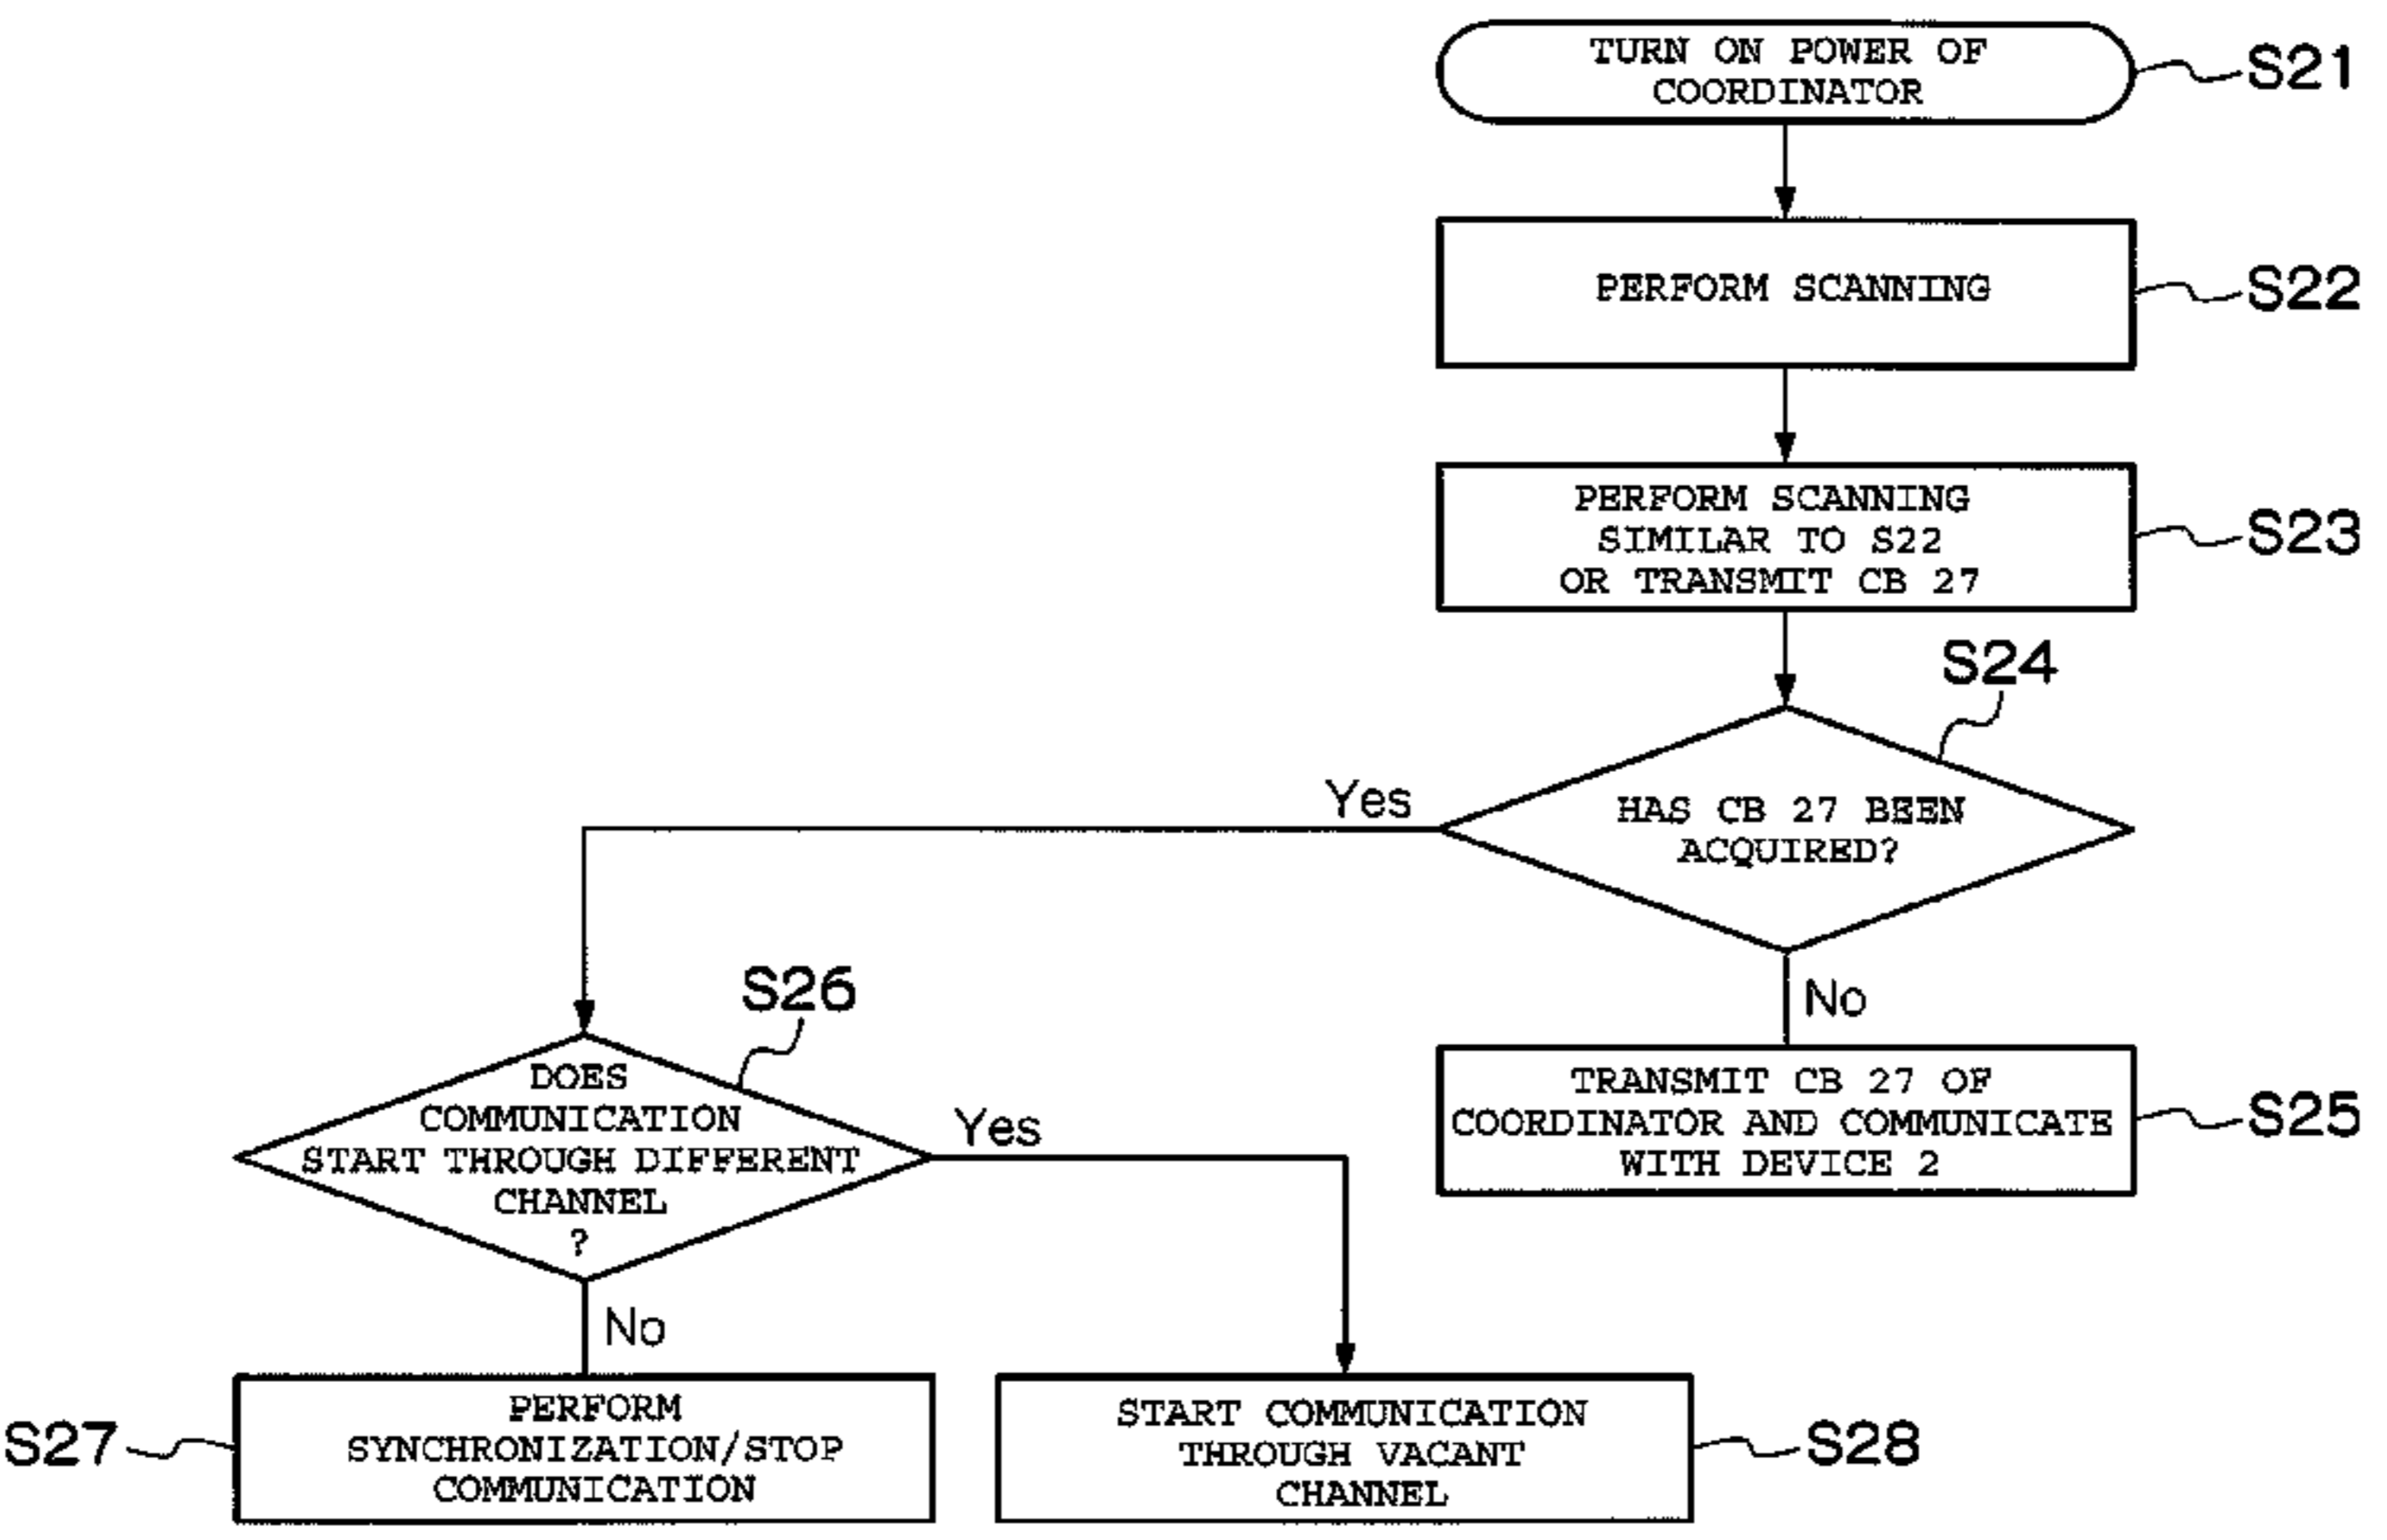 TURN ON POWER OF
COORDINATOR
S21
PERFORM SCANNING
S22
PERFORM SCANNING
SIMILAR TO S22
OR TRANSMIT CB 27
S23
S24
HAS CB 27 BEEN
ACQUIRED?
Yes
No
TRANSMIT CB 27 OF
COORDINATOR AND COMMUNICATE
WITH DEVICE 2
S25
S26
DOES
COMMUNICATION
START THROUGH DIFFERENT
CHANNEL
?
Yes
No
PERFORM
SYNCHRONIZATION/STOP
COMMUNICATION
S27
START COMMUNICATION
THROUGH VACANT
CHANNEL
S28